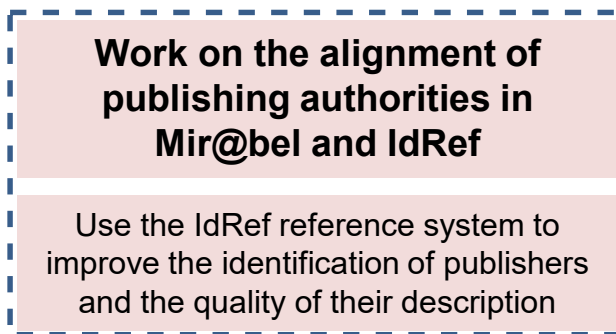 Work on the alignment of
publishing authorities in
Mir@bel and IdRef
Use the IdRef reference system to
improve the identification of publishers
and the quality of their description